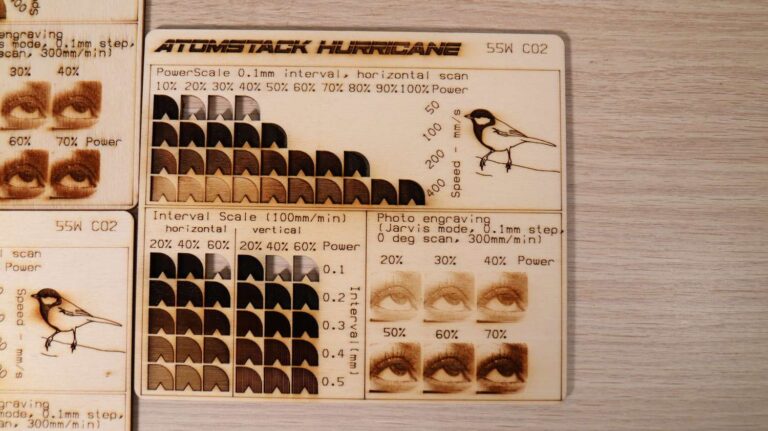 ATOMSTACK HURRICANE
55W CO2
PowerScale 0.1mm interval, horizontal scan
10% 20% 30% 40% 50% 60% 70% 80% 90% 100% Power
50
100
200
400
Speed - mm/s
Interval Scale (100mm/min)
horizontal vertical
20% 40% 60% 20% 40% 60% Power
0.1
0.2
0.3
0.4
0.5
Interval(mm)
Photo engraving
(Jarvis mode, 0.1mm step,
0 deg scan, 300mm/min)
20% 30% 40% Power
50% 60% 70%
mode, 0.1mm step,
scan, 300mm/min)
30% 40%
60% 70% Power
55W CO2
scan
Power
Speed - mm/s
graving
mode, 0.1mm step,
scan, 300mm/min)